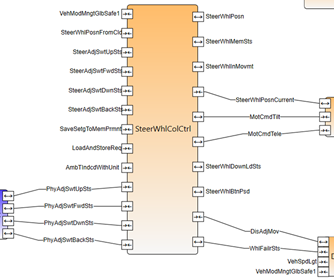 VehModMngtGlbSafe1
SteerWhlPosnFromCld
SteerAdjSwtUpSts
SteerAdjSwtFwdSts
SteerAdjSwtDwnSts
SteerAdjSwtBackSts
SaveSetgToMemPrmnt
LoadAndStoreReq
AmbTIndcdWithUnit
PhyAdjSwtUpSts
PhyAdjSwtFwdSts
PhyAdjSwtDwnSts
PhyAdjSwtBackSts
SteerWhlColCtrl
SteerWhlPosn
SteerWhlMemSts
SteerWhlInMovmt
SteerWhlPosnCurrent
MotCmdTilt
MotCmdTele
SteerWhlDownLdSts
SteerWhlBtnPsd
DisAdjMov
WhlFailrSts
VehSpdLgt
VehModMngtGlbSafe1